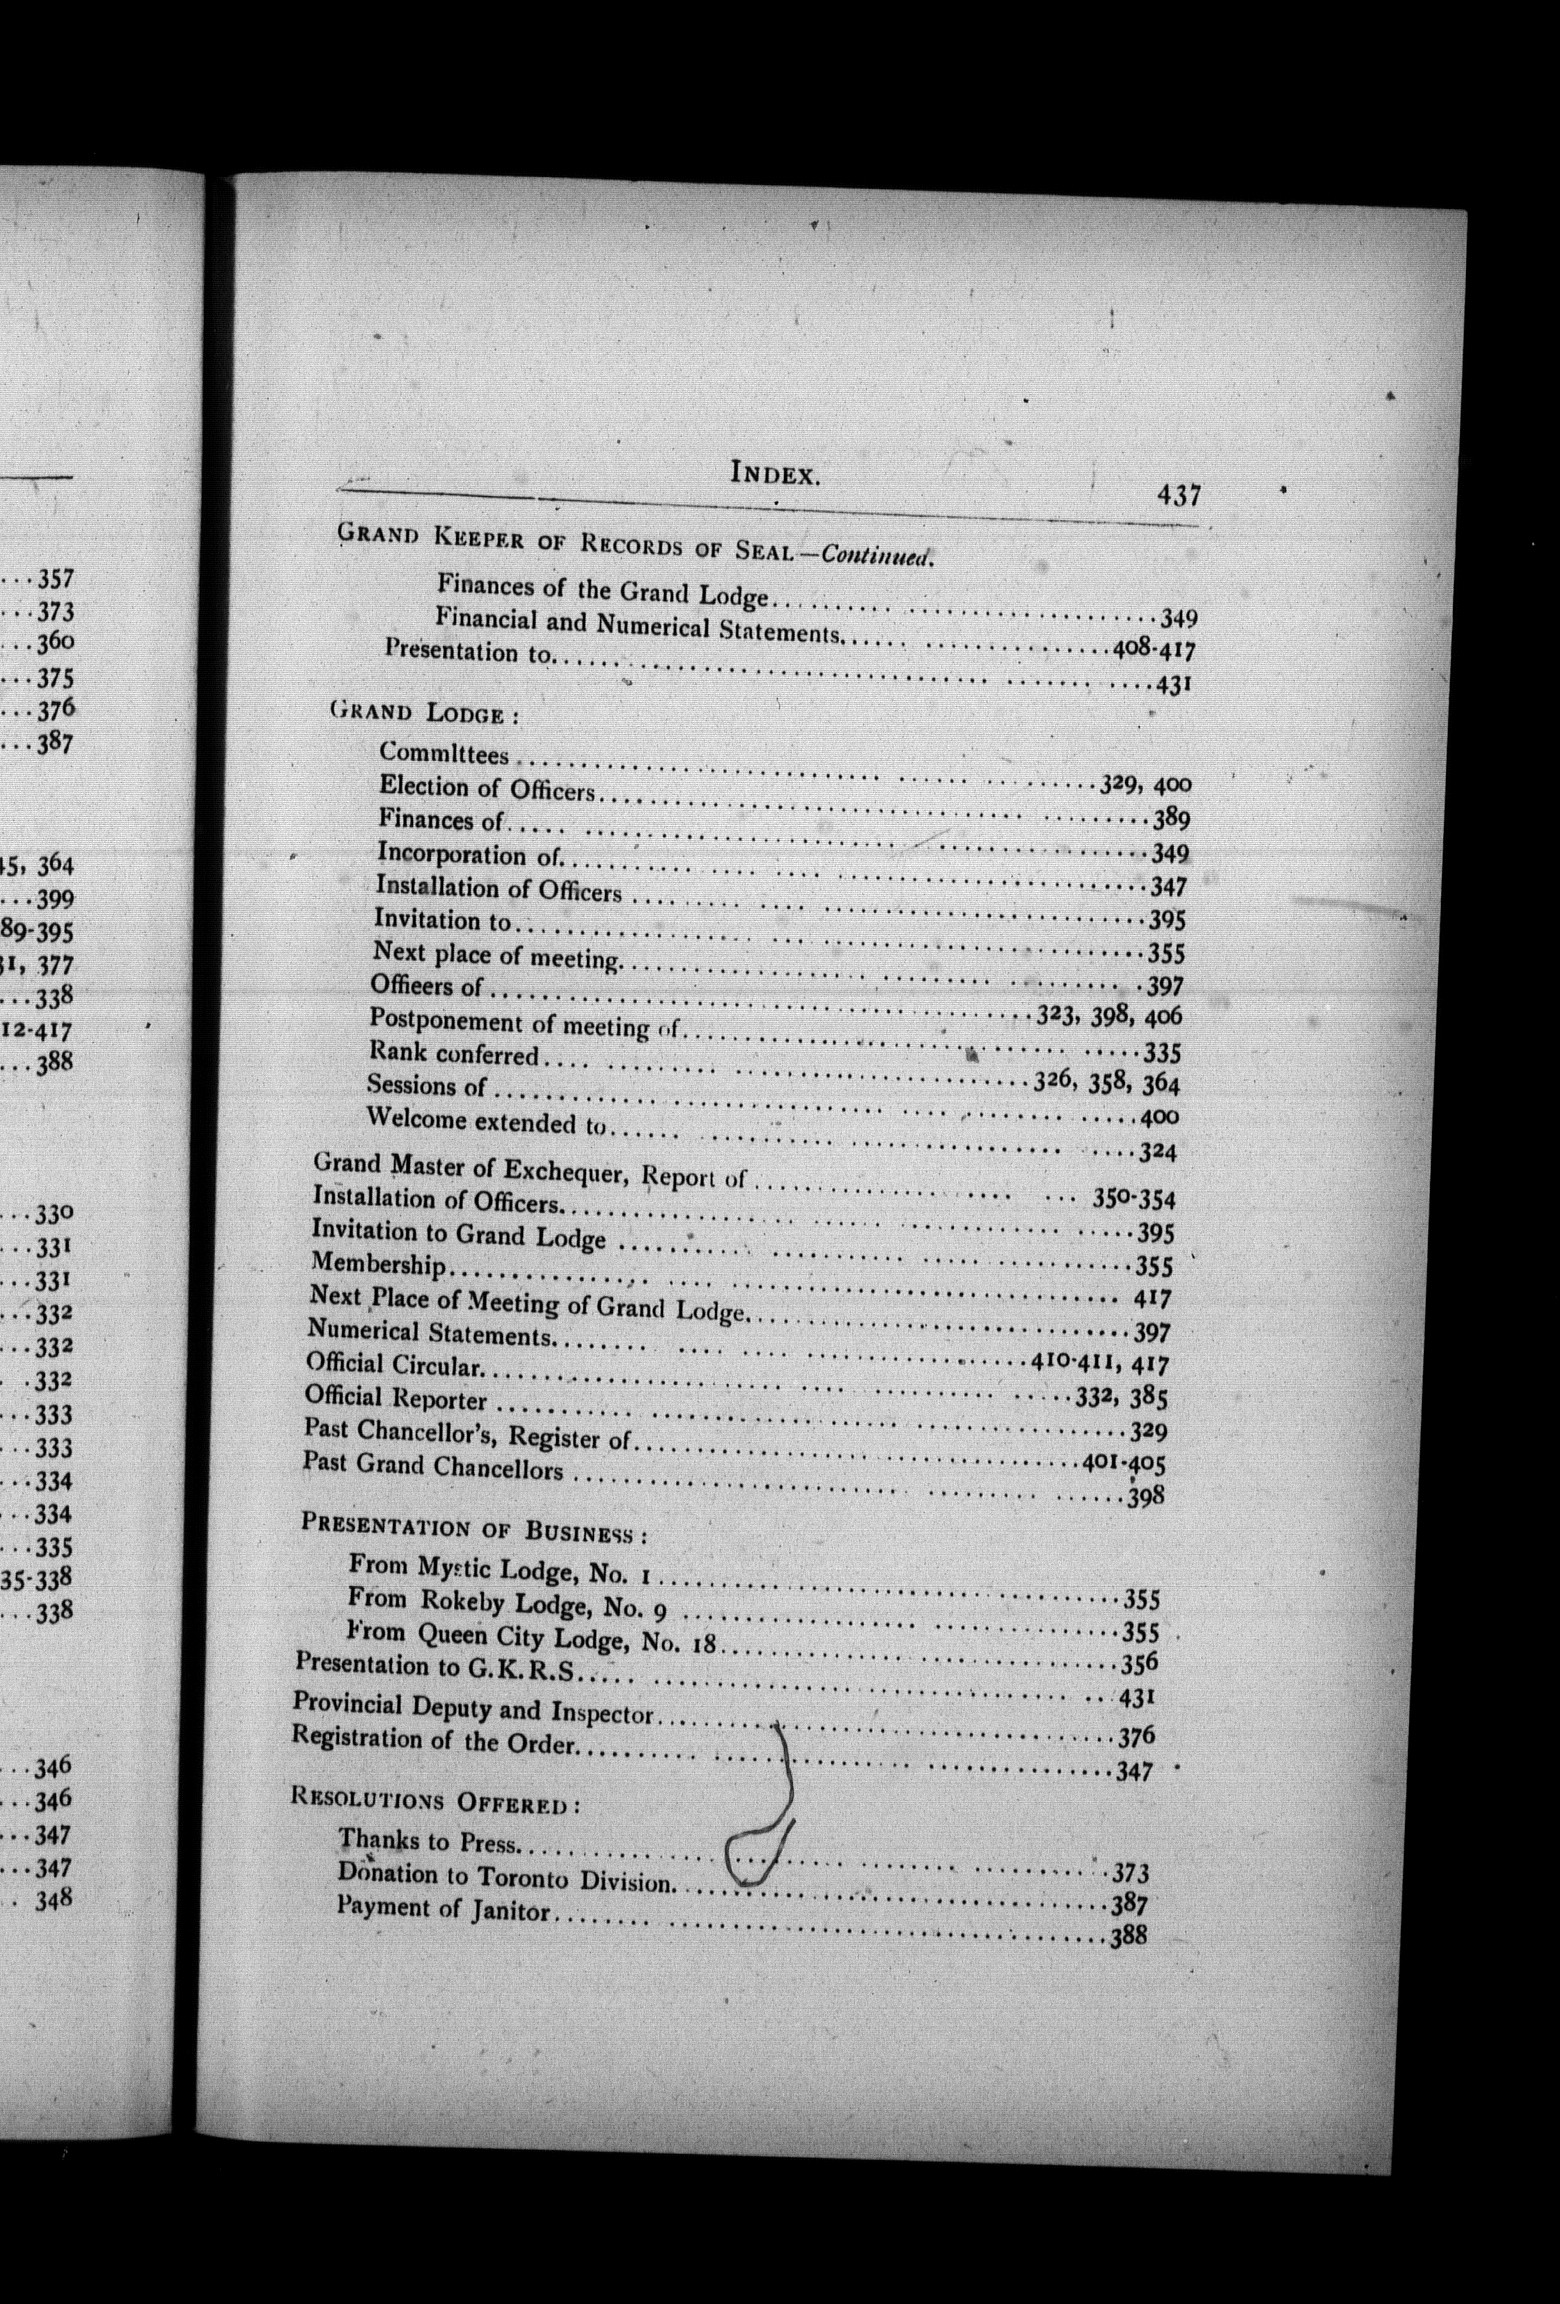 ...357
...373
...360
...375
...376
...387
45, 364
...399
89-395
31, 377
...338
12-417
...388
...330
...331
...331
...332
...332
. .332
...333
...333
...334
...334
...335
35-338
...338
...346
...346
...347
...347
.. 348
INDEX.
437
GRAND KEEPER OF RECORDS OF SEAL—Continued.
Finances of the Grand Lodge...............................349
Financial and Numerical Statements.....................408-417
Presentation to...............................................431
GRAND LODGE:
Commlttees ..............................................329, 400
Election of Officers............................................389
Finances of...................................................349
Incorporation of..............................................347
Installation of Officers .......................................395
Invitation to..................................................355
Next place of meeting.......................................397
Offieers of ............................................323, 398, 406
Postponement of meeting of...................................335
Rank conferred....................................326, 358, 364
Sessions of ..................................................400
Welcome extended to.......................................324
Grand Master of Exchequer, Report of ....................... 350-354
Installation of Officers.............................................395
Invitation to Grand Lodge ........................................355
Membership..................................................... 417
Next Place of Meeting of Grand Lodge..............................397
Numerical Statements...............................410-411, 417
Official Circular............................................332, 385
Official Reporter .................................................329
Past Chancellor's, Register of..................................401-405
Past Grand Chancellors ...........................................398
PRESENTATION OF BUSINESS:
From Mystic Lodge, No. 1.....................................355
From Rokeby Lodge, No. 9 ...................................355
From Queen City Lodge, No. 18................................356
Presentation to G.K.R.S.........................................431
Provincial Deputy and Inspector....................................376
Registration of the Order..........................................347
RESOLUTIONS OFFERED:
Thanks to Press..............................................373
Donation to Toronto Division..................................387
Payment of Janitor...........................................388